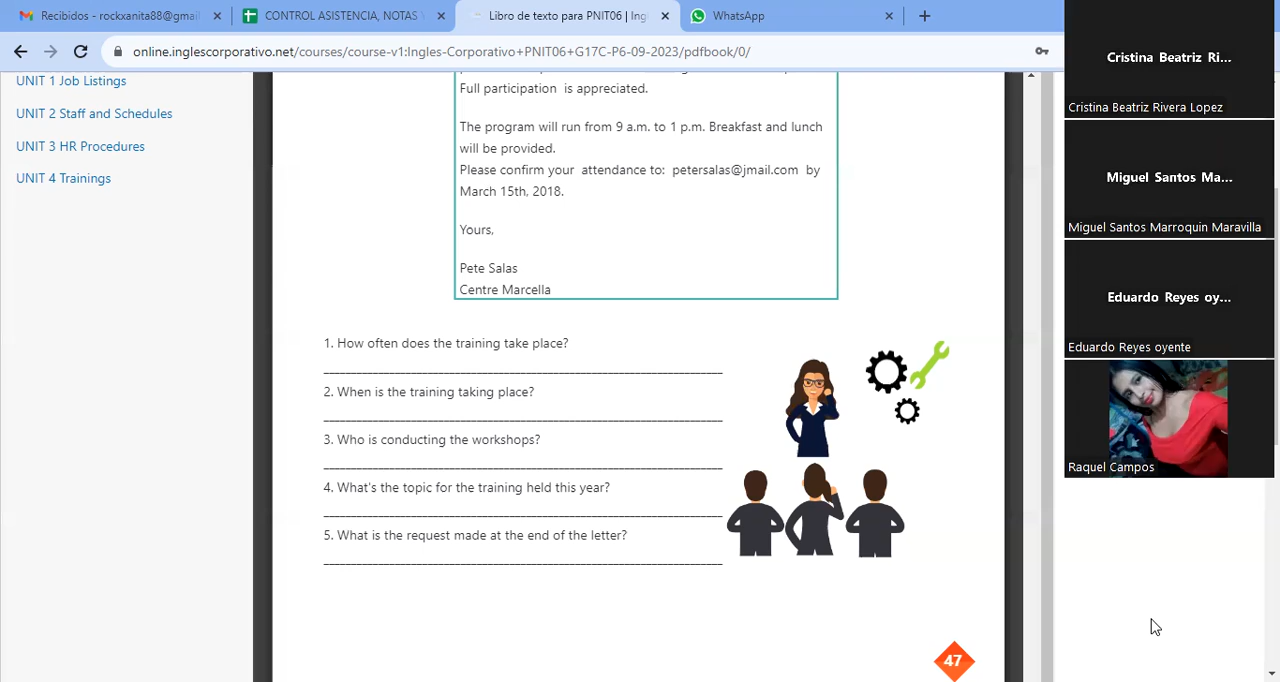 Recibidos - rockxanita88@gmail
CONTROL ASISTENCIA, NOTAS Y
Libro de texto para PNIT06 | Ingl
WhatsApp
online.inglescorporativo.net/courses/course-v1:Ingles-Corporativo+PNIT06+G17C-P6-09-2023/pdfbook/0/
UNIT 1 Job Listings
UNIT 2 Staff and Schedules
UNIT 3 HR Procedures
UNIT 4 Trainings
Full participation is appreciated.
The program will run from 9 a.m. to 1 p.m. Breakfast and lunch
will be provided.
Please confirm your attendance to: petersalas@jmail.com by
March 15th, 2018.
Yours,
Pete Salas
Centre Marcella
1. How often does the training take place?
2. When is the training taking place?
3. Who is conducting the workshops?
4. What's the topic for the training held this year?
5. What is the request made at the end of the letter?
47
Cristina Beatriz Ri...
Cristina Beatriz Rivera Lopez
Miguel Santos Ma...
Miguel Santos Marroquin Maravilla
Eduardo Reyes oy...
Eduardo Reyes oyente
Raquel Campos